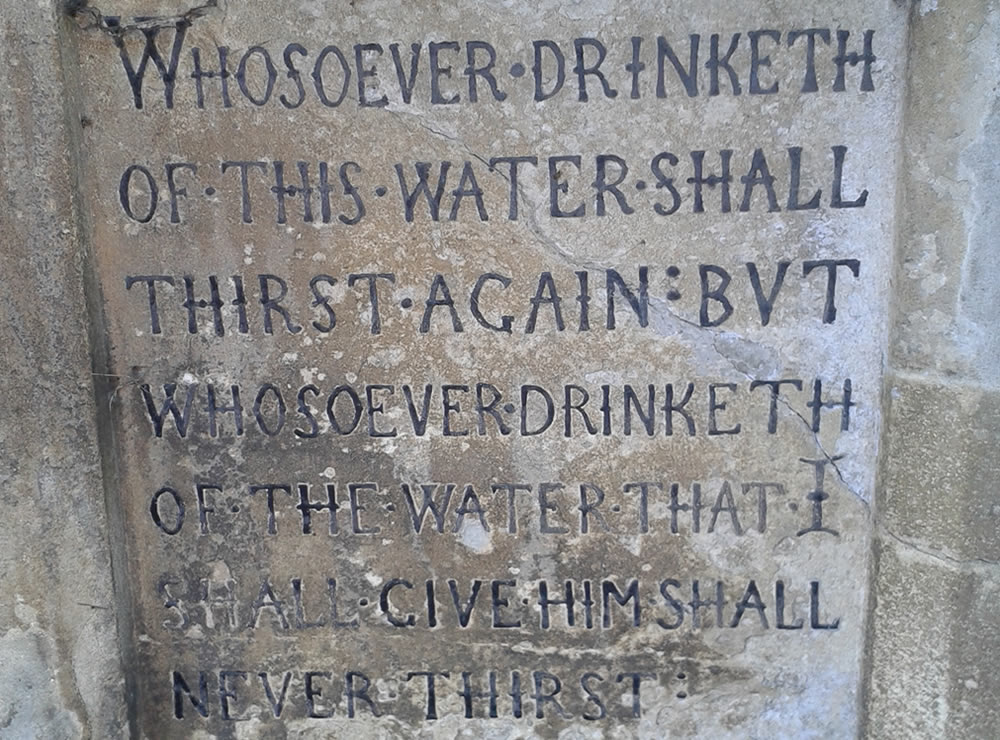 WHOSOEVER·DRINKETH
OF·THIS·WATER·SHALL
THIRST·AGAIN:BVT
WHOSOEVER·DRINKETH
OF·THE·WATER·THAT·I
SHALL·GIVE·HIM SHALL
NEVER·THIRST: